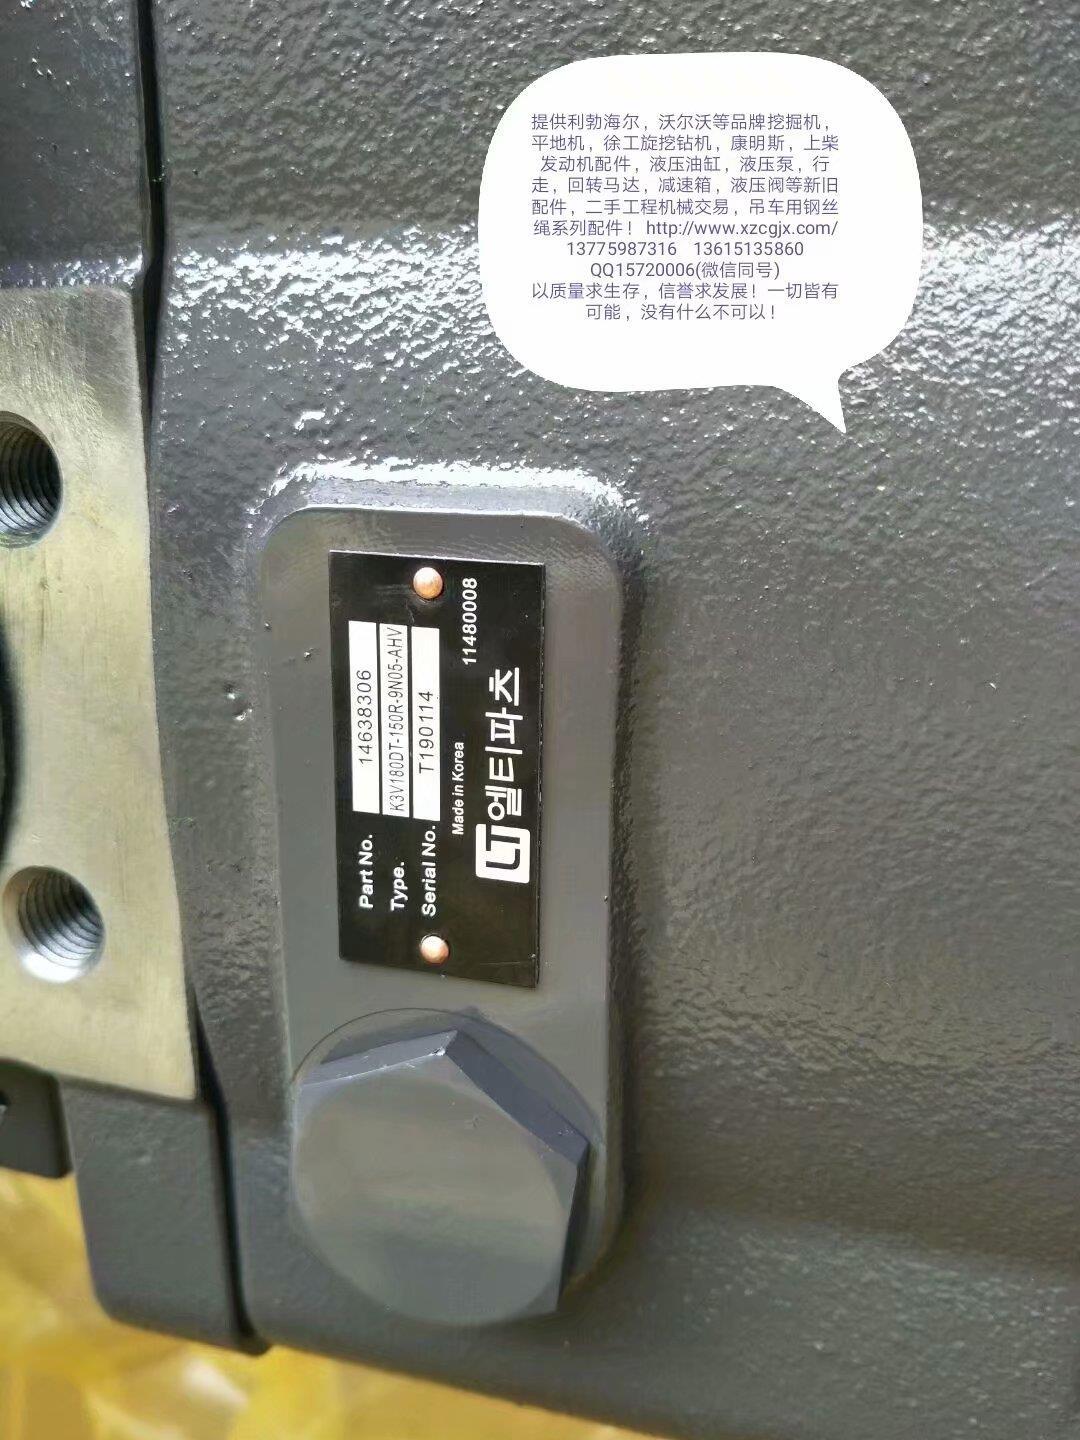 提供利勃海尔，沃尔沃等品牌挖掘机，
平地机，徐工旋挖钻机，康明斯，上柴
发动机配件，液压油缸，液压泵，行
走，回转马达，减速箱，液压阀等新旧
配件，二手工程机械交易，吊车用钢丝
绳系列配件！http://www.xzcgjx.com/
13775987316 13615135860
QQ15720006(微信同号)
以质量求生存，信誉求发展！一切皆有
可能，没有什么不可以！
Part No. 14638306
Type. K3V180DT-150R-9N05-AHV
Serial No. T190114
Made in Korea 11480008
LT 엘티파츠